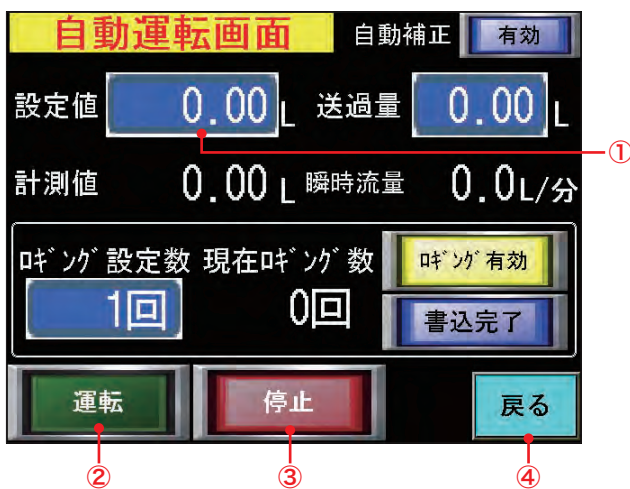 自動運転画面 自動補正 有効
設定値 0.00 L 送過量 0.00 L
①
計測値 0.00 L 瞬時流量 0.0L/分
ﾛｷﾞﾝｸﾞ設定数 現在ﾛｷﾞﾝｸﾞ数 ﾛｷﾞﾝｸﾞ有効
1回 0回 書込完了
運転 停止 戻る
② ③ ④